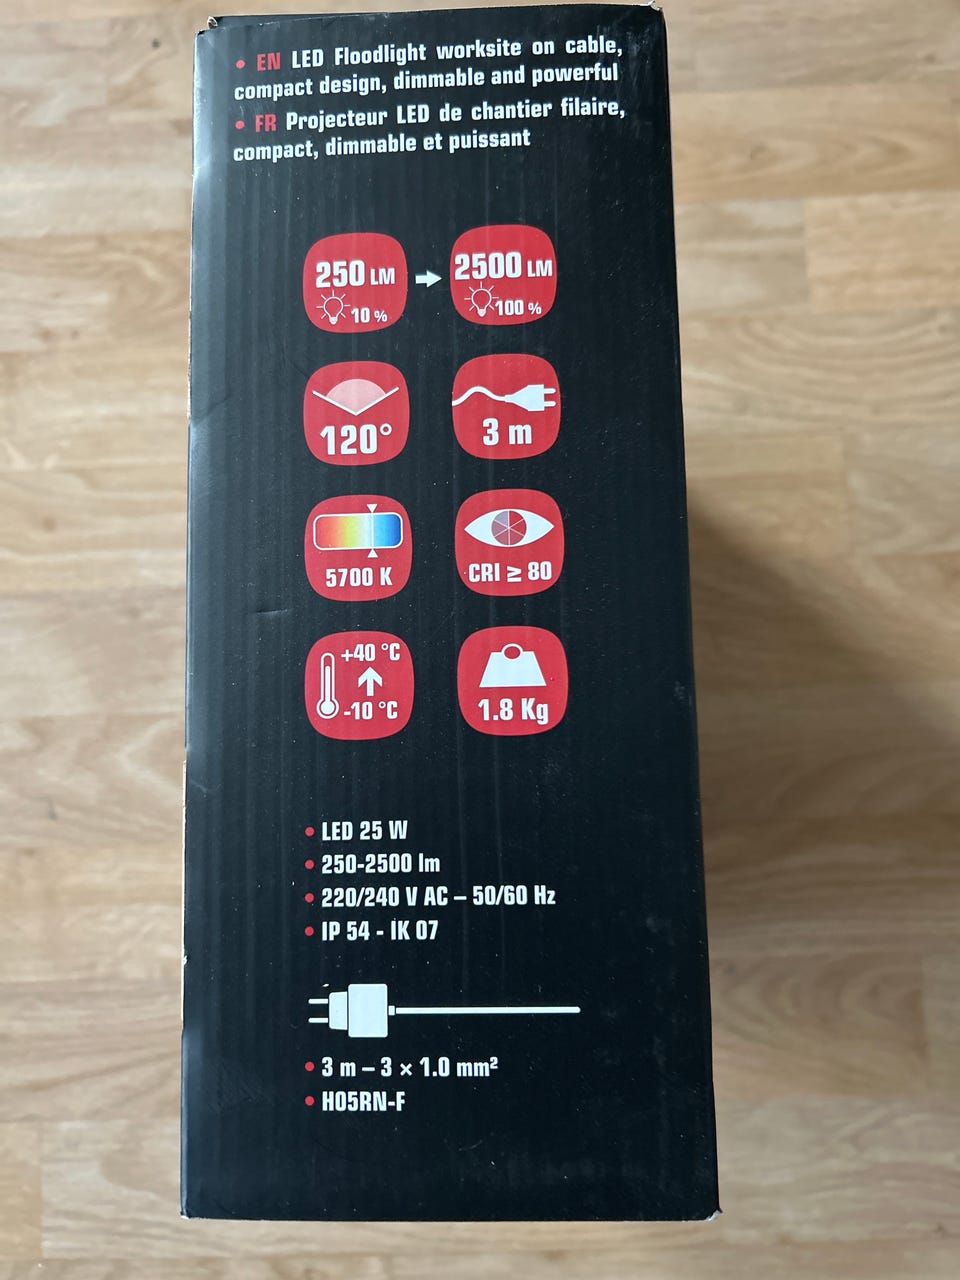 • EN LED Floodlight worksite on cable,
compact design, dimmable and powerful
• FR Projecteur LED de chantier filaire,
compact, dimmable et puissant
250 LM
10 %
2500 LM
100 %
120°
3 m
5700 K
CRI ≥ 80
+40 °C
-10 °C
1.8 Kg
• LED 25 W
• 250-2500 lm
• 220/240 V AC – 50/60 Hz
• IP 54 - IK 07
• 3 m – 3 × 1.0 mm²
• H05RN-F